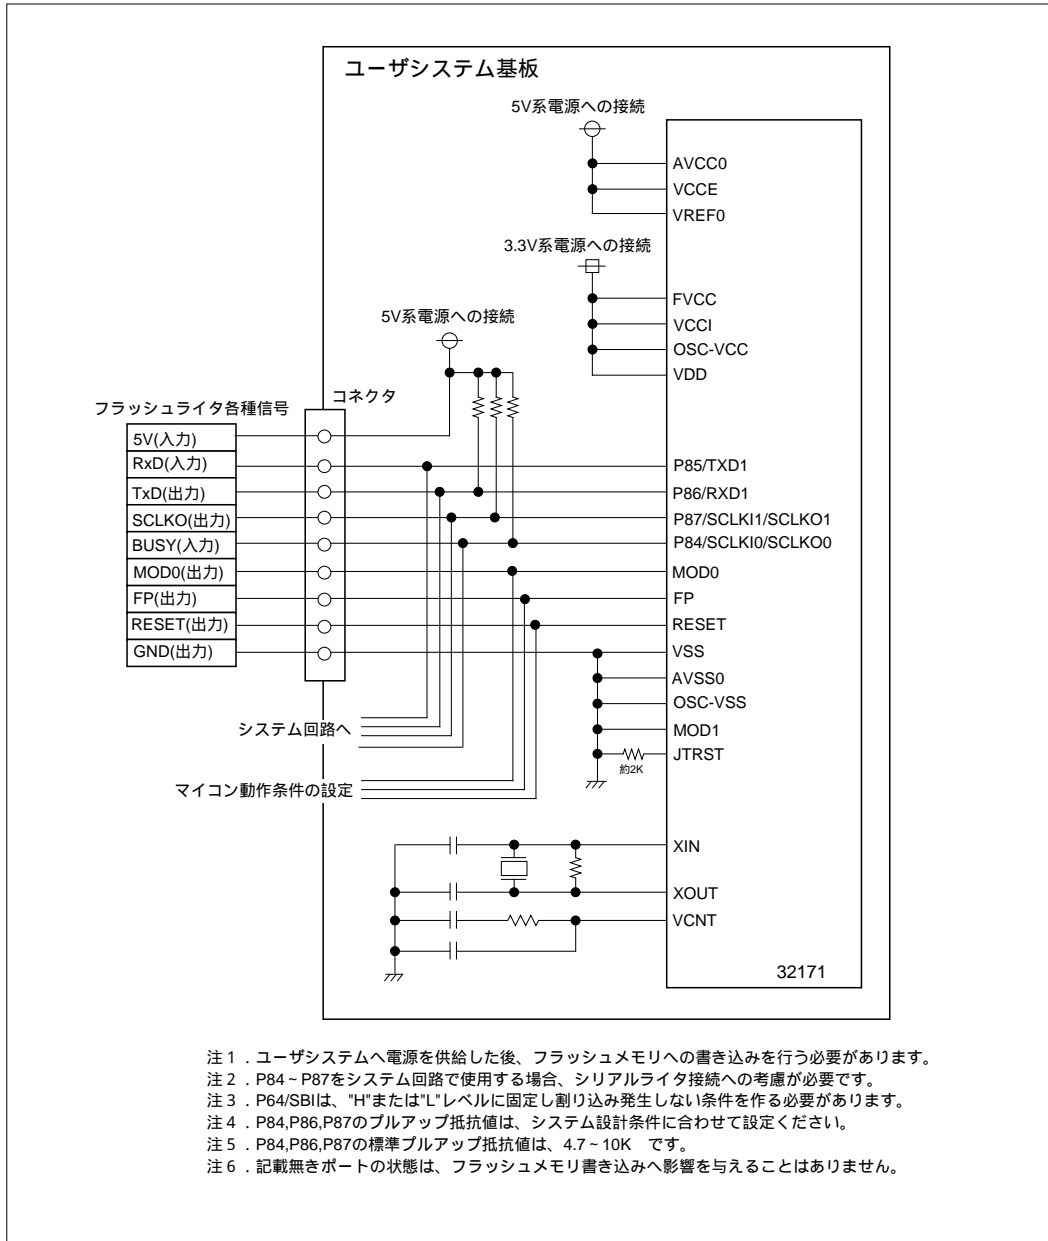 ユーザシステム基板
5V系電源への接続
AVCC0
VCCE
VREF0
3.3V系電源への接続
FVCC
VCCI
OSC-VCC
VDD
5V系電源への接続
コネクタ
フラッシュライタ各種信号
5V(入力)
RxD(入力)
TxD(出力)
SCLKO(出力)
BUSY(入力)
MOD0(出力)
FP(出力)
RESET(出力)
GND(出力)
P85/TXD1
P86/RXD1
P87/SCLKI1/SCLKO1
P84/SCLKI0/SCLKO0
MOD0
FP
RESET
VSS
AVSS0
OSC-VSS
MOD1
JTRST
約2K
システム回路へ
マイコン動作条件の設定
XIN
XOUT
VCNT
32171
注1．ユーザシステムへ電源を供給した後、フラッシュメモリへの書き込みを行う必要があります。
注2．P84~P87をシステム回路で使用する場合、シリアルライタ接続への考慮が必要です。
注3．P64/SBIは、"H"または"L"レベルに固定し割り込み発生しない条件を作る必要があります。
注4．P84,P86,P87のプルアップ抵抗値は、システム設計条件に合わせて設定ください。
注5．P84,P86,P87の標準プルアップ抵抗値は、4.7~10K　です。
注6．記載無きポートの状態は、フラッシュメモリ書き込みへ影響を与えることはありません。